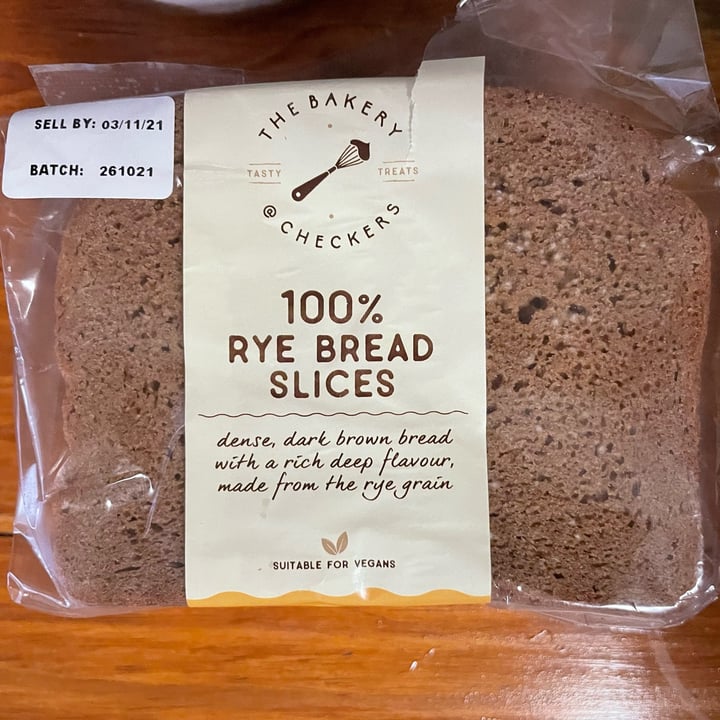 SELL BY: 03/11/21
BATCH: 261021
THE BAKERY
TASTY TREATS
@ CHECKERS
100%
RYE BREAD
SLICES
dense, dark brown bread
with a rich deep flavour,
made from the rye grain
SUITABLE FOR VEGANS